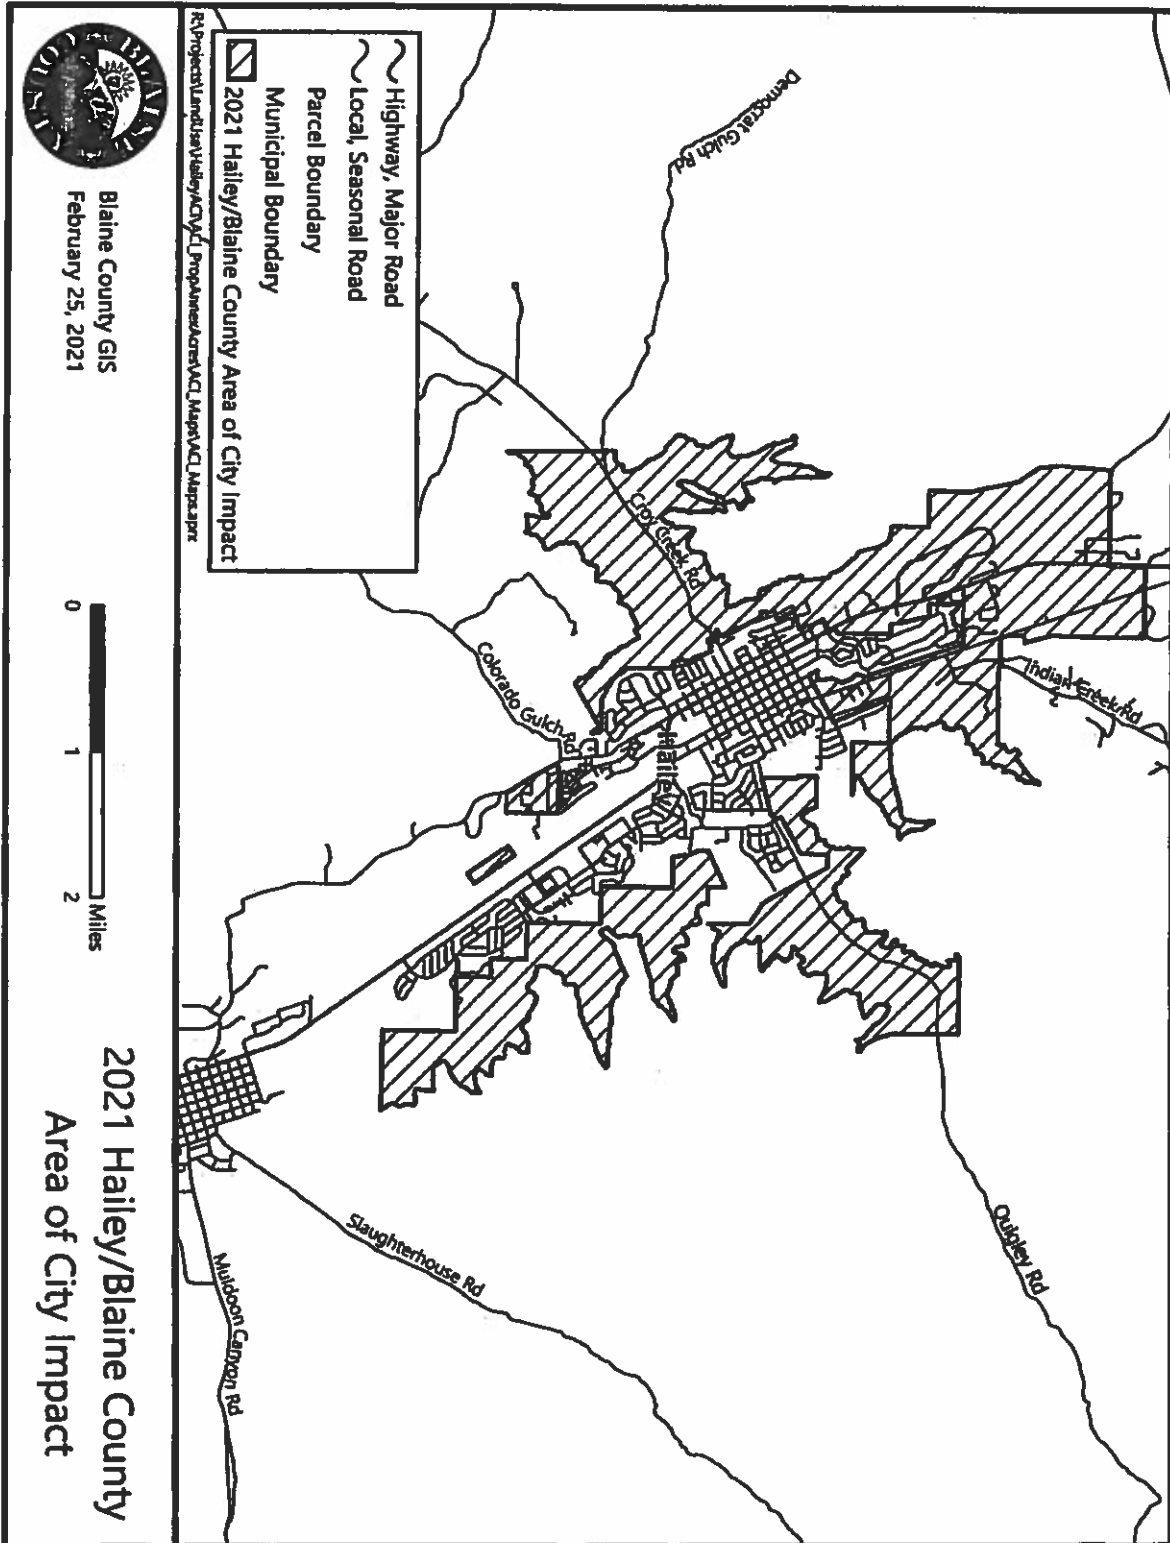 Democrat Gulch Rd
Croy Creek Rd
Indian Creek Rd
Hailey
Colorado Gulch Rd
Quigley Rd
Slaughterhouse Rd
Muldoon Canyon Rd
Highway, Major Road
Local, Seasonal Road
Parcel Boundary
Municipal Boundary
2021 Hailey/Blaine County Area of City Impact
Blaine County GIS
February 25, 2021
0 1 2 Miles
2021 Hailey/Blaine County
Area of City Impact